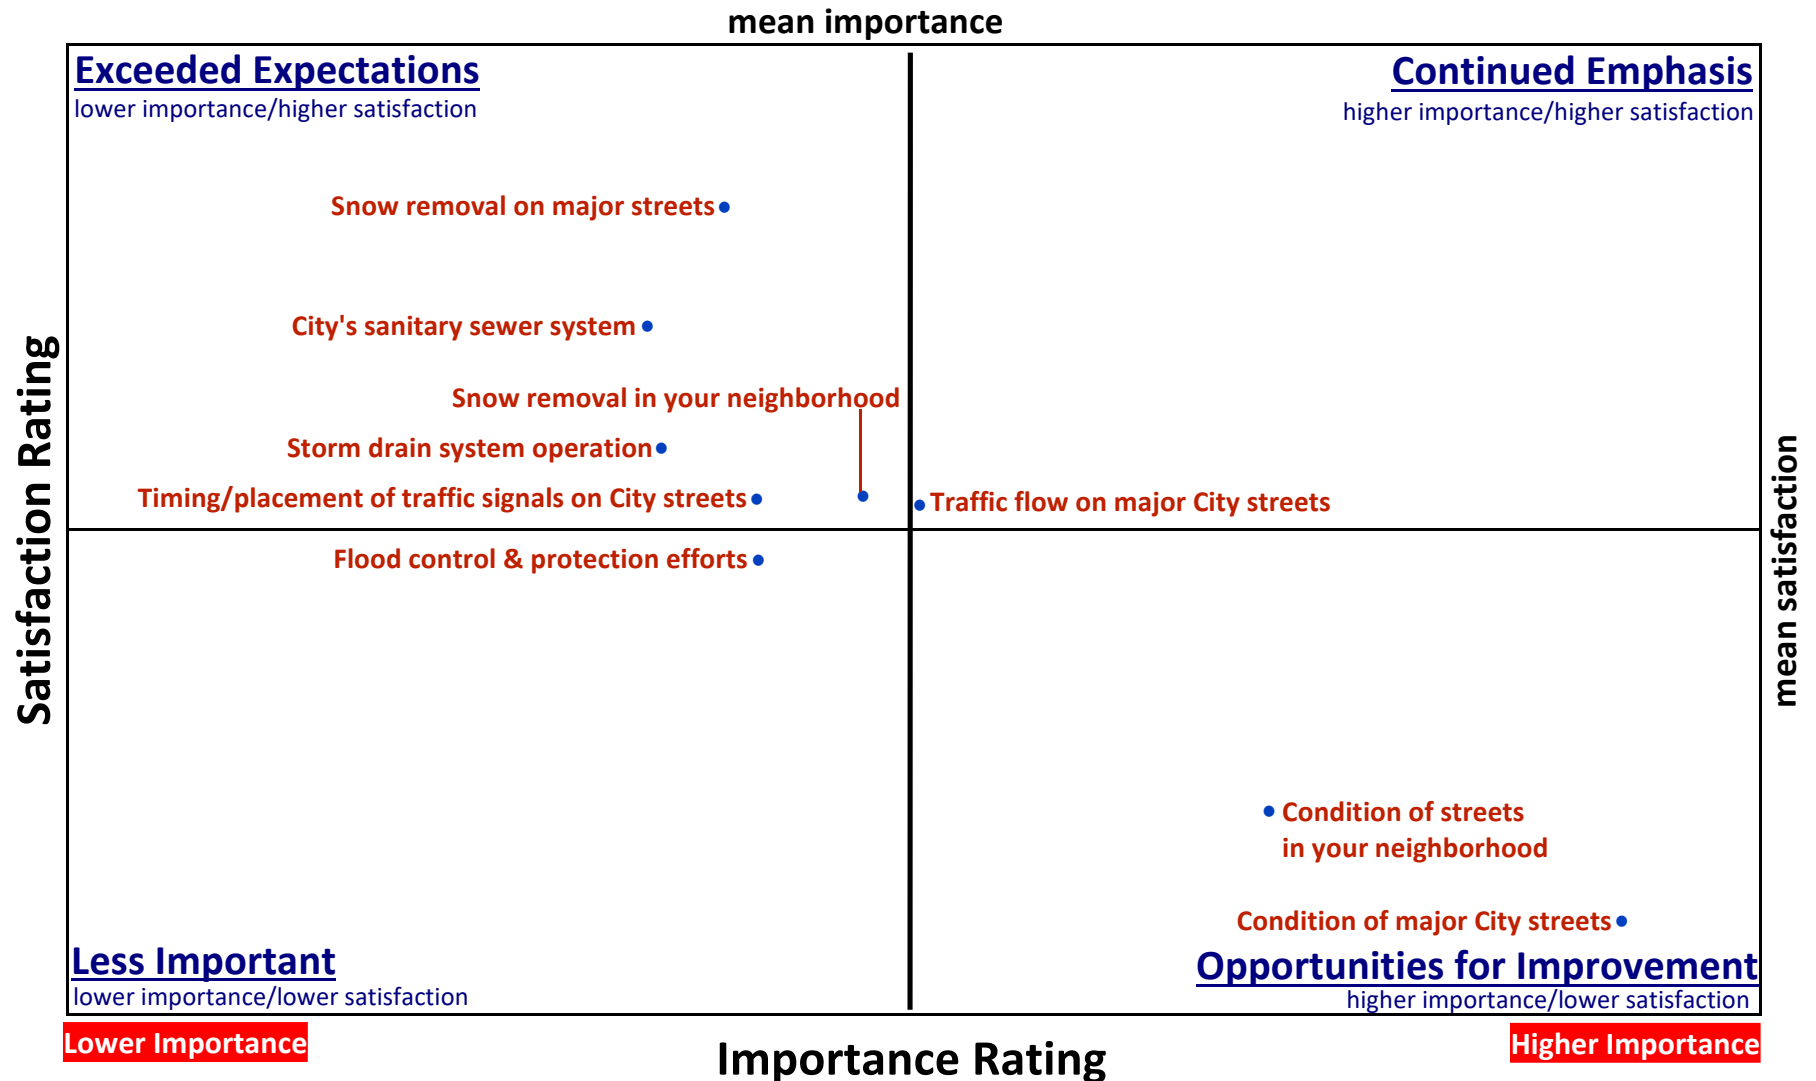 mean importance
Exceeded Expectations
lower importance/higher satisfaction
Continued Emphasis
higher importance/higher satisfaction
Snow removal on major streets
City's sanitary sewer system
Snow removal in your neighborhood
Storm drain system operation
Timing/placement of traffic signals on City streets
Traffic flow on major City streets
Flood control & protection efforts
Satisfaction Rating
mean satisfaction
Condition of streets
in your neighborhood
Condition of major City streets
Less Important
lower importance/lower satisfaction
Opportunities for Improvement
higher importance/lower satisfaction
Lower Importance
Importance Rating
Higher Importance